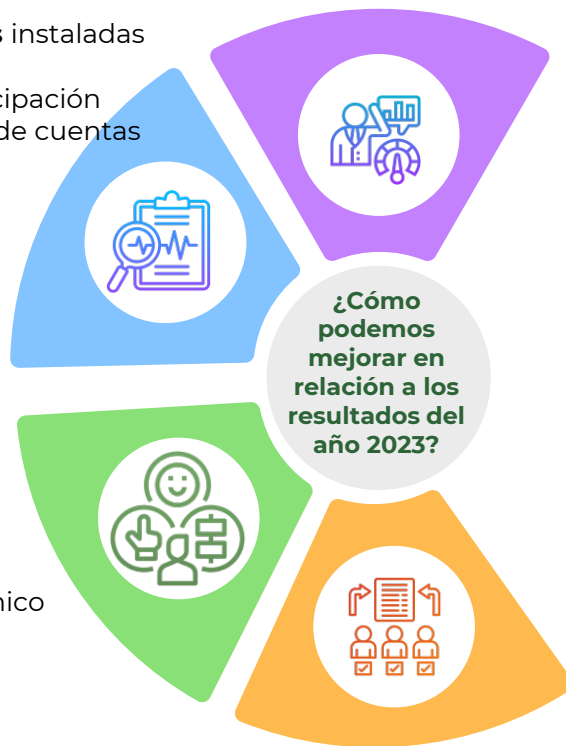 s instaladas
cipación
de cuentas
¿Cómo
podemos
mejorar en
relación a los
resultados del
año 2023?
nico